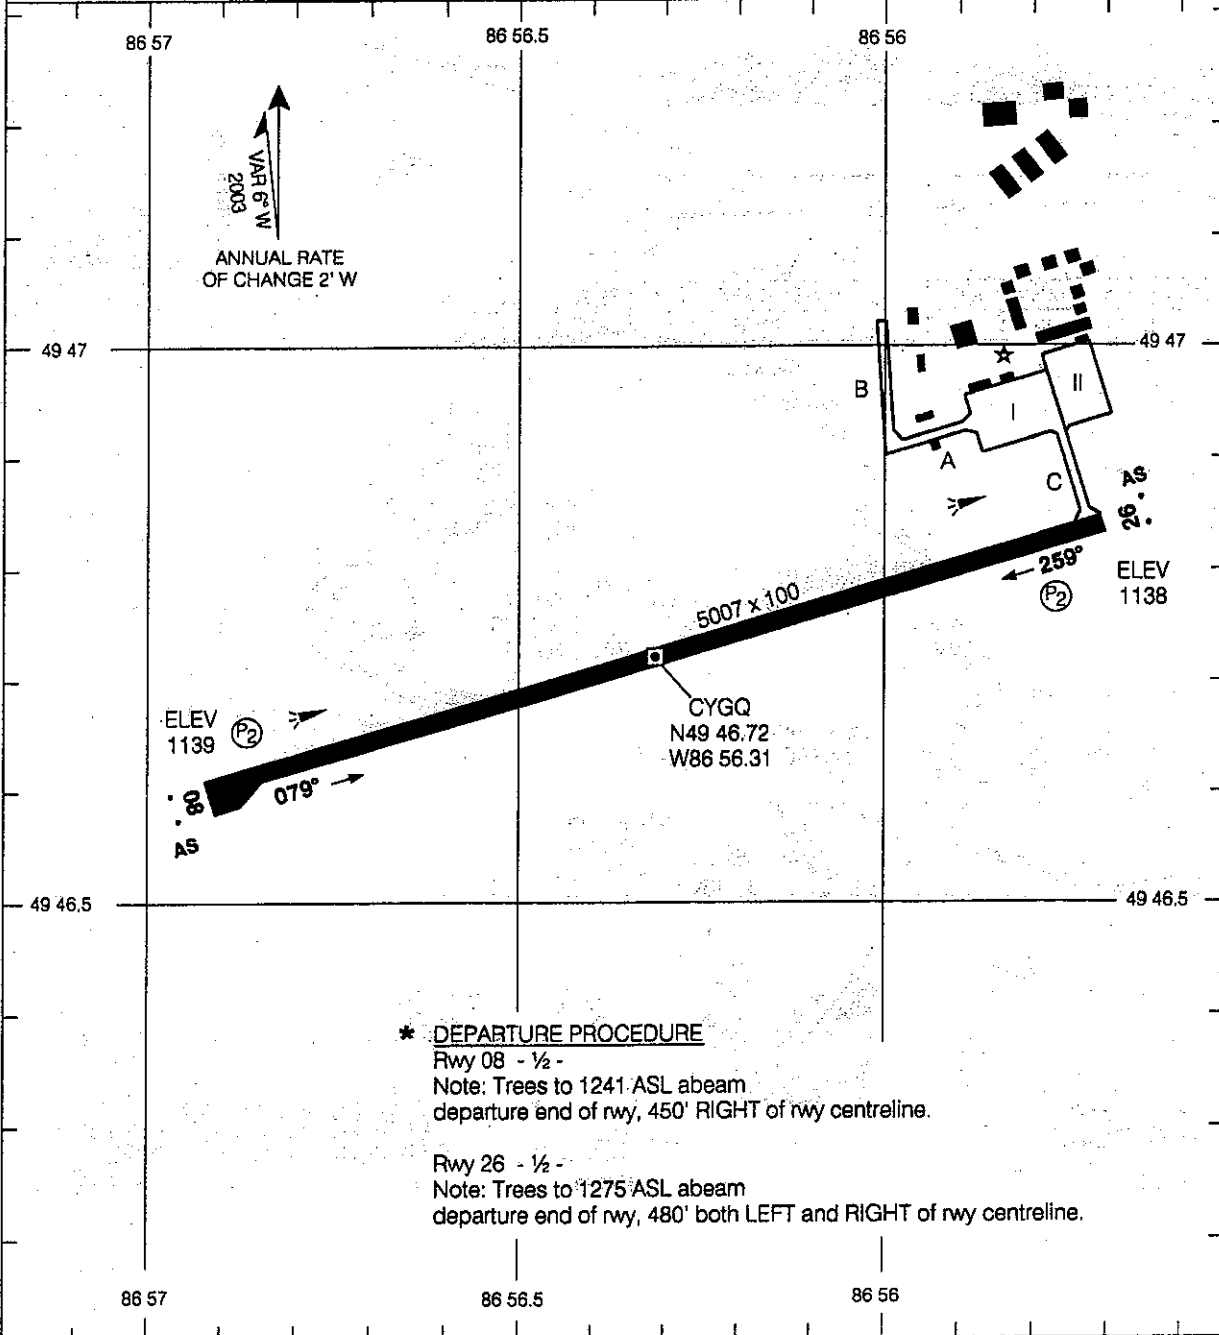 86 57
86 56.5
86 56
VAR 6° W
2003
ANNUAL RATE
OF CHANGE 2' W
49 47
49 47
B
I
II
A
C
AS
26
259°
P2
ELEV
1138
5007 x 100
CYGQ
N49 46.72
W86 56.31
ELEV
1139
P2
08
079°
AS
49 46.5
49 46.5
* DEPARTURE PROCEDURE
Rwy 08 - ½ -
Note: Trees to 1241 ASL abeam
departure end of rwy, 450' RIGHT of rwy centreline.
Rwy 26 - ½ -
Note: Trees to 1275 ASL abeam
departure end of rwy, 480' both LEFT and RIGHT of rwy centreline.
86 57
86 56.5
86 56